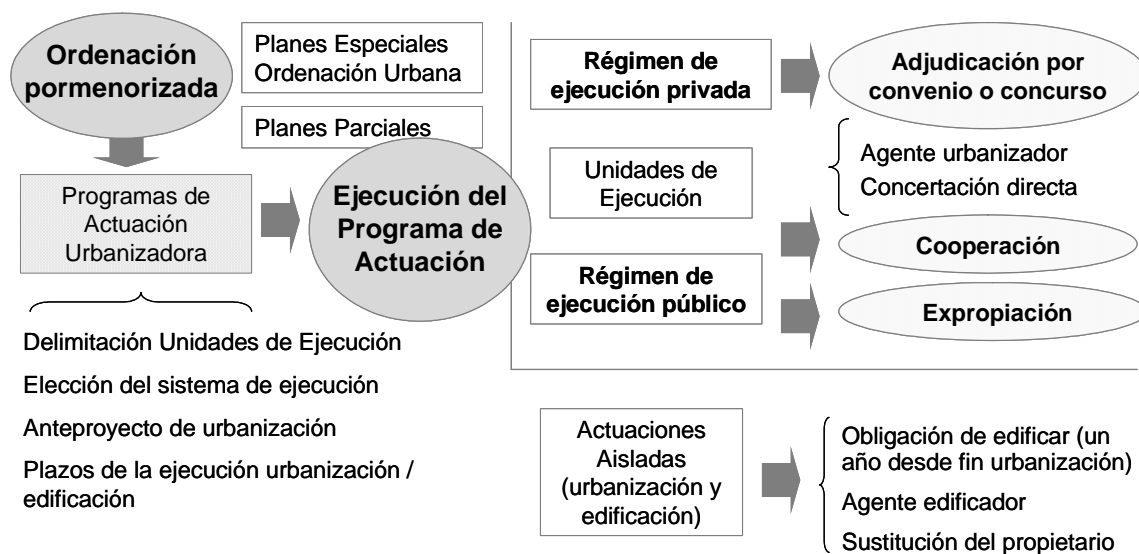 Ordenación
pormenorizada
Planes Especiales
Ordenación Urbana
Planes Parciales
Programas de
Actuación
Urbanizadora
Ejecución del
Programa de
Actuación
Delimitación Unidades de Ejecución
Elección del sistema de ejecución
Anteproyecto de urbanización
Plazos de la ejecución urbanización /
edificación
Régimen de
ejecución privada
Adjudicación por
convenio o concurso
Agente urbanizador
Concertación directa
Unidades de
Ejecución
Régimen de
ejecución público
Cooperación
Expropiación
Actuaciones
Aisladas
(urbanización y
edificación)
Obligación de edificar (un
año desde fin urbanización)
Agente edificador
Sustitución del propietario